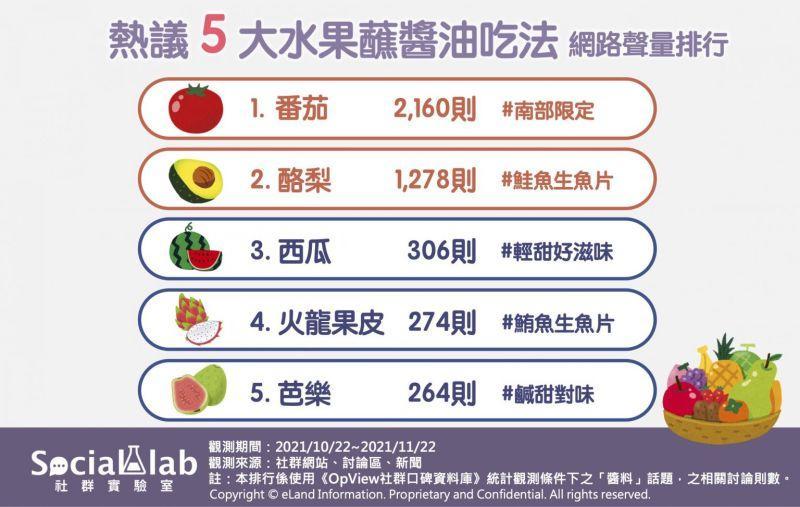 熱議5大水果蘸醬油吃法 網路聲量排行
1. 番茄 2,160則 #南部限定
2. 酪梨 1,278則 #鮭魚生魚片
3. 西瓜 306則 #輕甜好滋味
4. 火龍果皮 274則 #鮪魚生魚片
5. 芭樂 264則 #鹹甜對味
Social lab
社群實驗室
觀測期間：2021/10/22~2021/11/22
觀測來源：社群網站、討論區、新聞
註：本排行係使用《OpView社群口碑資料庫》統計觀測條件下之「醬料」話題，之相關討論則數。
Copyright © eLand Information. Proprietary and Confidential. All rights reserved.